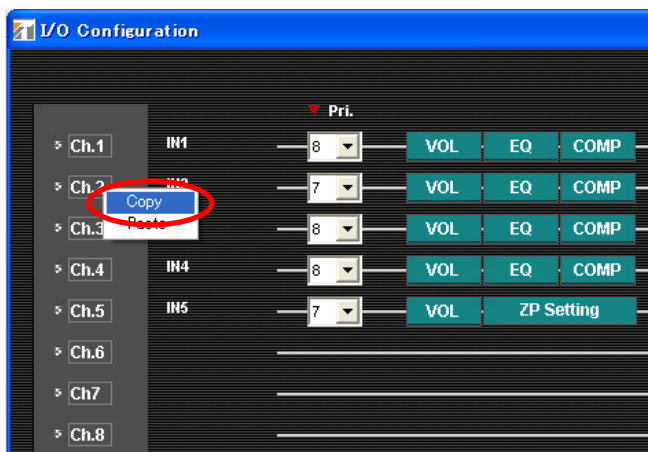 I/O Configuration
Pri.
Ch.1 IN1 8 VOL EQ COMP
Ch.2 7 VOL EQ COMP
Copy
Ch.3 Paste 8 VOL EQ COMP
Ch.4 IN4 8 VOL EQ COMP
Ch.5 IN5 7 VOL ZP Setting
Ch.6
Ch7
Ch.8